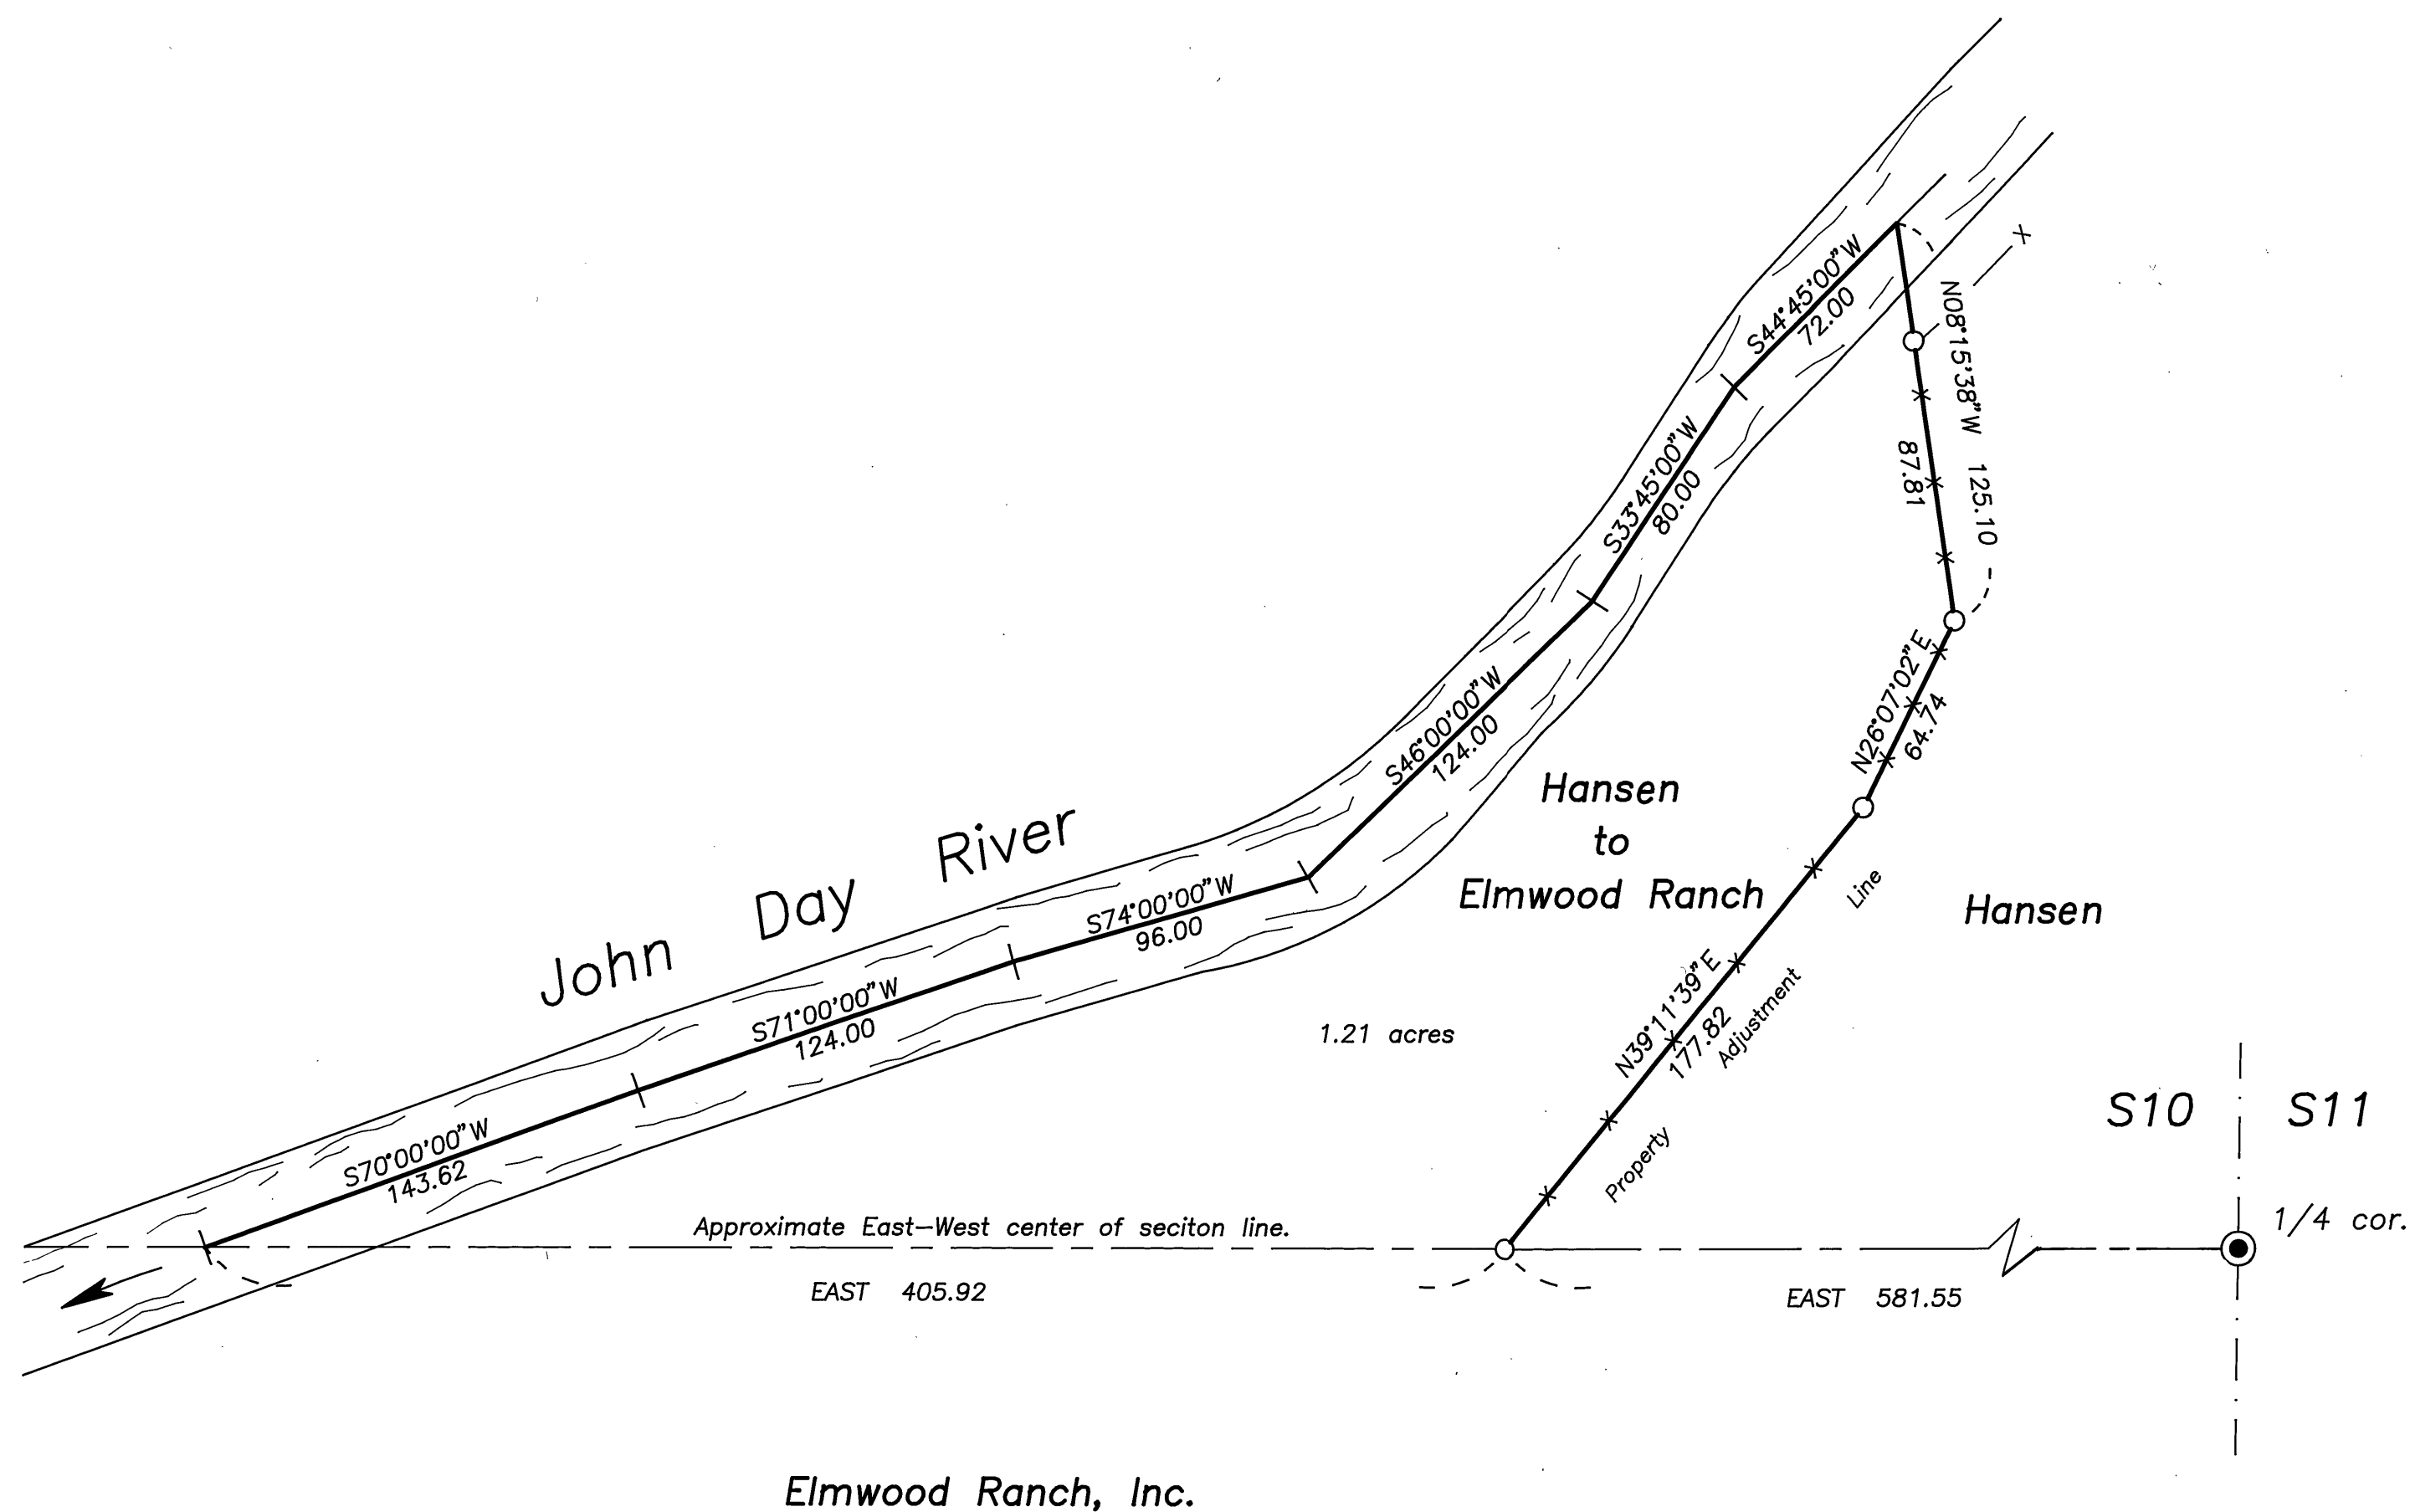 S44°45'00"W
72.00
N08°15'38"W 125.10
87.81
S33°45'00"W
80.00
N26°07'02"E
64.74
S46°00'00"W
124.00
Hansen
to
Elmwood Ranch
Hansen
John Day River
S74°00'00"W
96.00
S71°00'00"W
124.00
N39°11'39"E
177.82
Property Adjustment Line
1.21 acres
S10
S11
S70°00'00"W
143.62
1/4 cor.
Approximate East-West center of seciton line.
EAST 405.92
EAST 581.55
Elmwood Ranch, Inc.